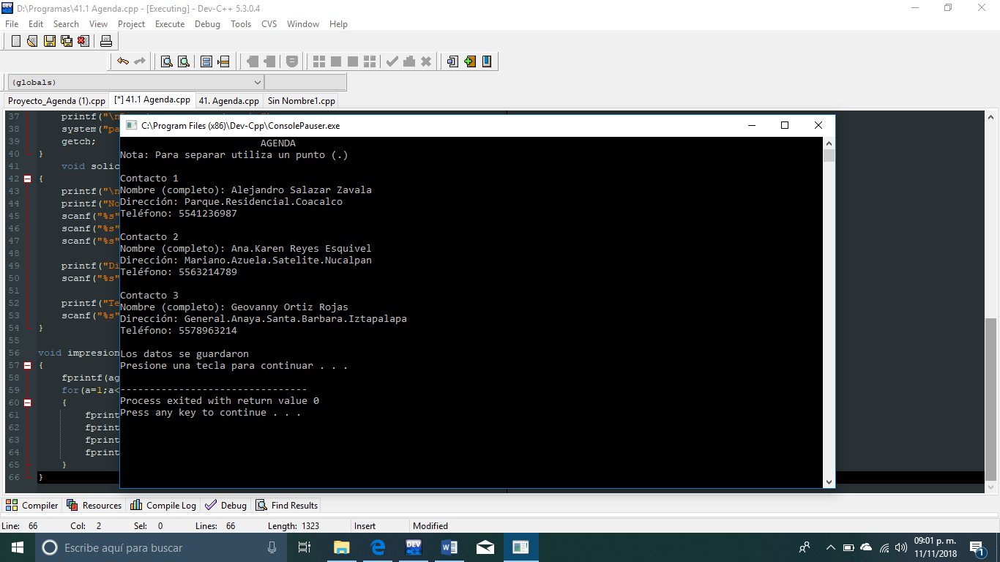 D:\Programas\41.1 Agenda.cpp - [Executing] - Dev-C++ 5.3.0.4
File Edit Search View Project Execute Debug Tools CVS Window Help
(globals)
Proyecto_Agenda (1).cpp [*] 41.1 Agenda.cpp 41. Agenda.cpp Sin Nombre1.cpp
37 printf("\n
38 system("pa
39 getch;
40 }
41 void solic
42 {
43 printf("\n
44 printf("No
45 scanf("%s"
46 scanf("%s"
47 scanf("%s"
48
49 printf("Di
50 scanf("%s"
51
52 printf("Te
53 scanf("%s"
54 }
55
56 void impresion
57 {
58 fprintf(ag
59 for(a=1;a<
60 {
61 fprint
62 fprint
63 fprint
64 fprint
65 }
66 }
C:\Program Files (x86)\Dev-Cpp\ConsolePauser.exe
AGENDA
Nota: Para separar utiliza un punto (.)
Contacto 1
Nombre (completo): Alejandro Salazar Zavala
Dirección: Parque.Residencial.Coacalco
Teléfono: 5541236987
Contacto 2
Nombre (completo): Ana.Karen Reyes Esquivel
Dirección: Mariano.Azuela.Satelite.Nucalpan
Teléfono: 5563214789
Contacto 3
Nombre (completo): Geovanny Ortiz Rojas
Dirección: General.Anaya.Santa.Barbara.Iztapalapa
Teléfono: 5578963214
Los datos se guardaron
Presione una tecla para continuar . . .
--------------------------------
Process exited with return value 0
Press any key to continue . . .
Compiler Resources Compile Log Debug Find Results
Line: 66 Col: 2 Sel: 0 Lines: 66 Length: 1323 Insert Modified
Escribe aquí para buscar
DEV
09:01 p. m.
11/11/2018
1